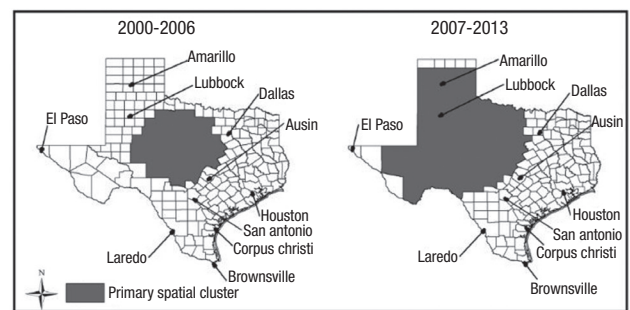 2000-2006
Amarillo
Lubbock
Dallas
El Paso
Ausin
Houston
San antonio
Corpus christi
Laredo
Brownsville
N
Primary spatial cluster
2007-2013
Amarillo
Lubbock
Dallas
El Paso
Ausin
Houston
San antonio
Corpus christi
Laredo
Brownsville